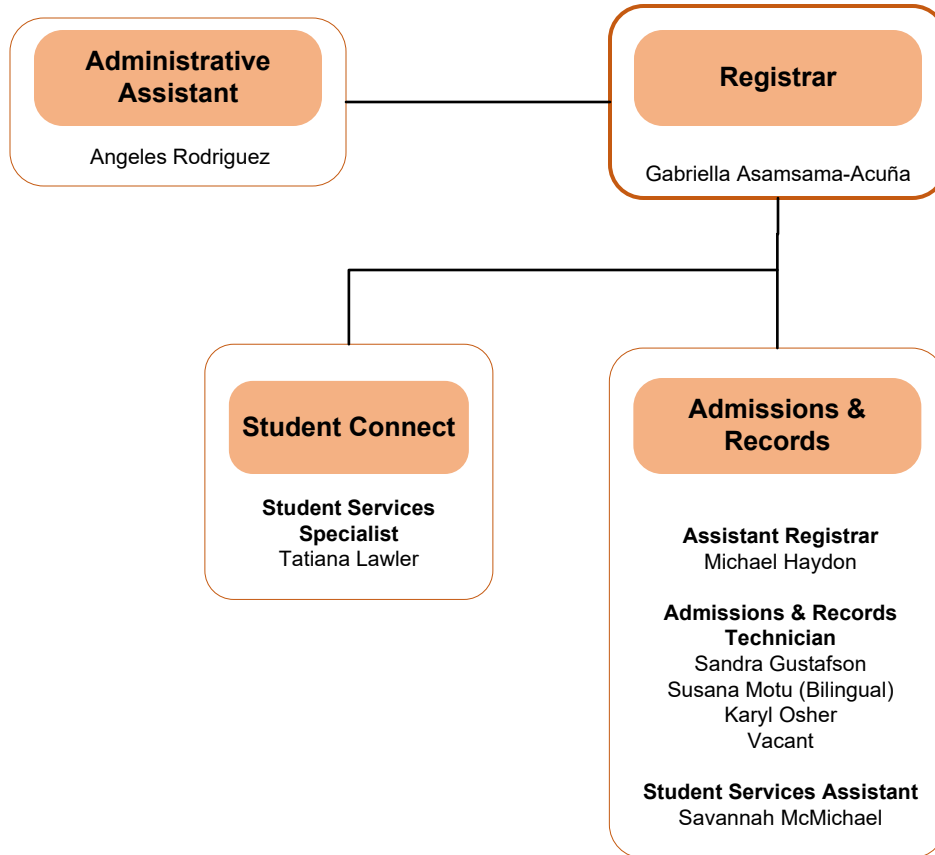 Administrative
Assistant
Angeles Rodriguez
Registrar
Gabriella Asamsama-Acuña
Student Connect
Student Services
Specialist
Tatiana Lawler
Admissions &
Records
Assistant Registrar
Michael Haydon
Admissions & Records
Technician
Sandra Gustafson
Susana Motu (Bilingual)
Karyl Osher
Vacant
Student Services Assistant
Savannah McMichael